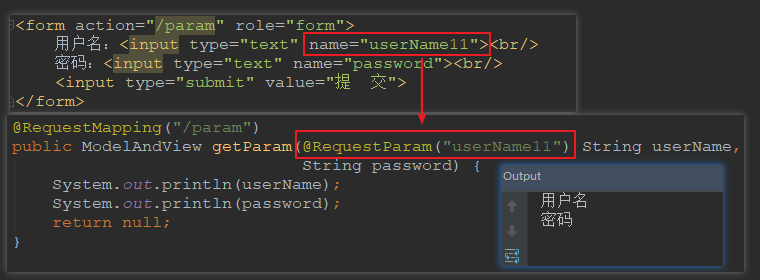 <form action="/param" role="form">
用户名：<input type="text" name="userName11"><br/>
密码：<input type="text" name="password"><br/>
<input type="submit" value="提  交">
</form>
@RequestMapping("/param")
public ModelAndView getParam(@RequestParam("userName11") String userName,
String password) {
System.out.println(userName);
System.out.println(password);
return null;
}
Output
用户名
密码